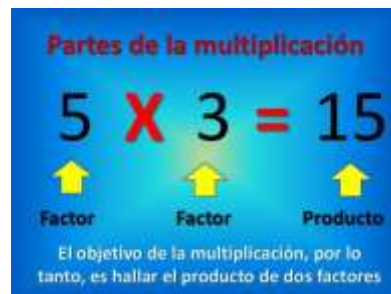 Partes de la multiplicación
5 X 3 = 15
Factor Factor Producto
El objetivo de la multiplicación, por lo
tanto, es hallar el producto de dos factores